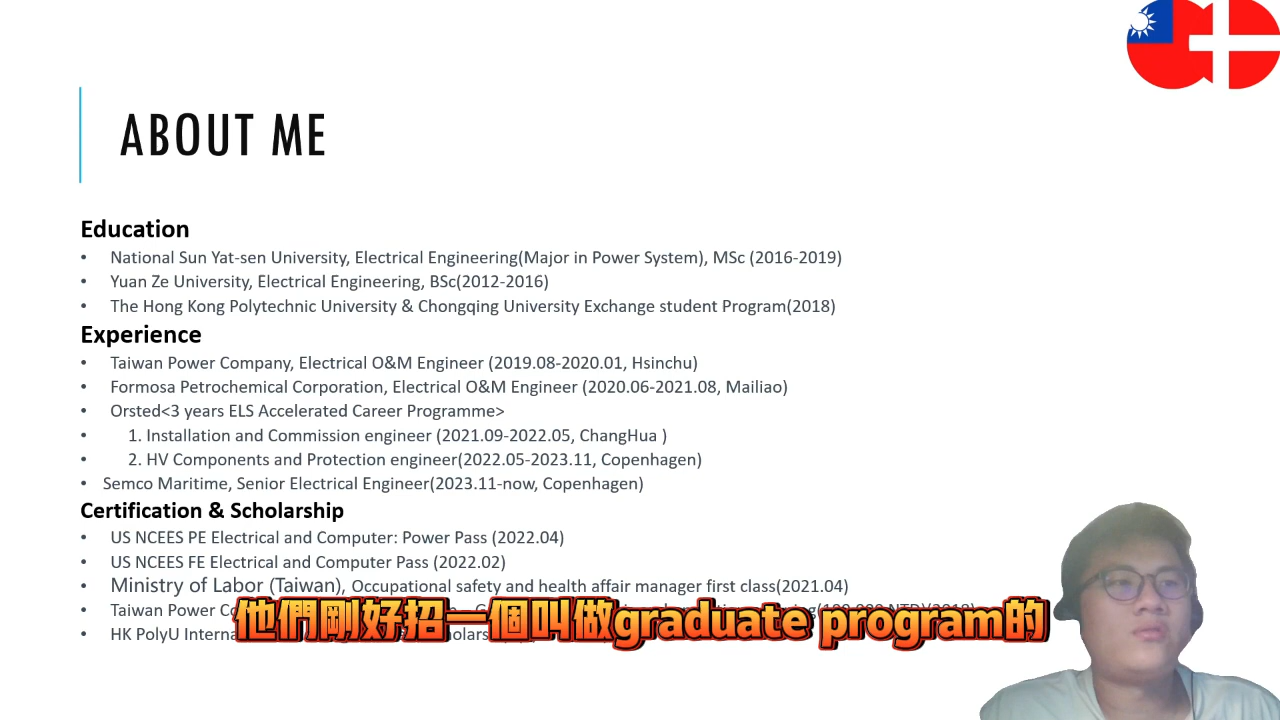 ABOUT ME
Education
• National Sun Yat-sen University, Electrical Engineering(Major in Power System), MSc (2016-2019)
• Yuan Ze University, Electrical Engineering, BSc(2012-2016)
• The Hong Kong Polytechnic University & Chongqing University Exchange student Program(2018)
Experience
• Taiwan Power Company, Electrical O&M Engineer (2019.08-2020.01, Hsinchu)
• Formosa Petrochemical Corporation, Electrical O&M Engineer (2020.06-2021.08, Mailiao)
• Orsted<3 years ELS Accelerated Career Programme>
• 1. Installation and Commission engineer (2021.09-2022.05, ChangHua )
• 2. HV Components and Protection engineer(2022.05-2023.11, Copenhagen)
• Semco Maritime, Senior Electrical Engineer(2023.11-now, Copenhagen)
Certification & Scholarship
• US NCEES PE Electrical and Computer: Power Pass (2022.04)
• US NCEES FE Electrical and Computer Pass (2022.02)
• Ministry of Labor (Taiwan), Occupational safety and health affair manager first class(2021.04)
• Taiwan Power
• HK PolyU
他們剛好招一個叫做graduate program的